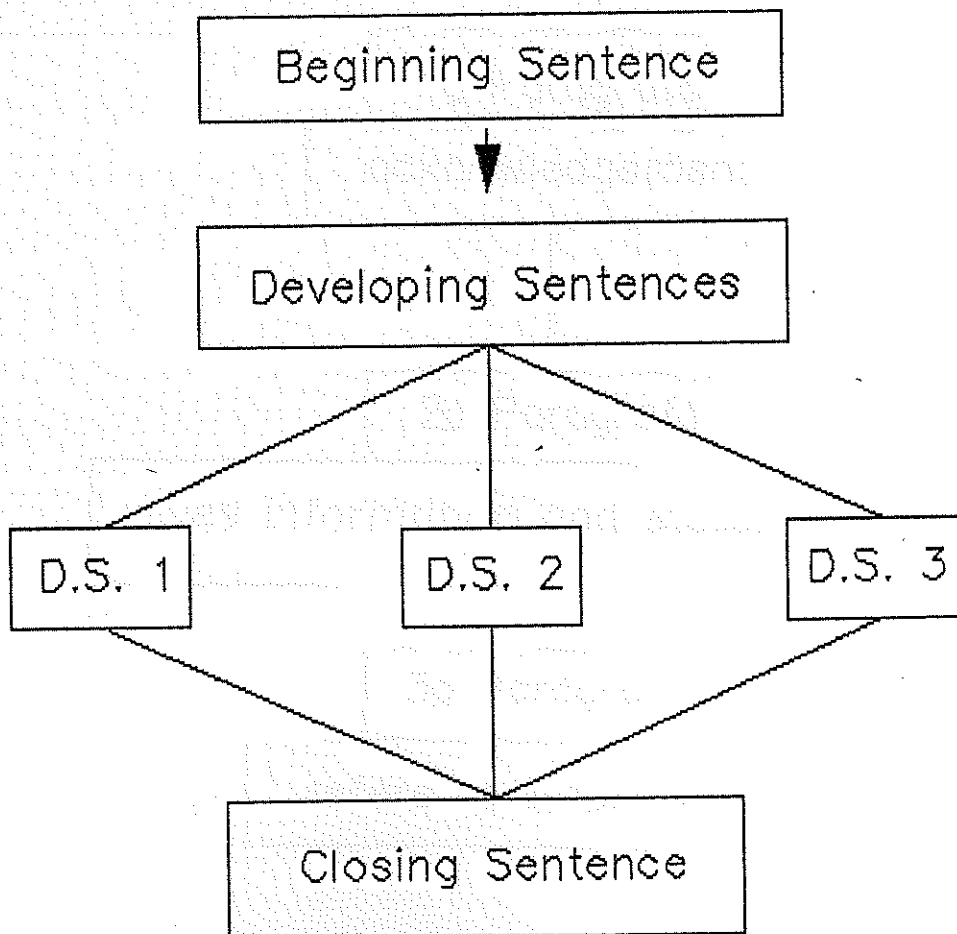 Beginning Sentence
Developing Sentences
D.S. 1
D.S. 2
D.S. 3
Closing Sentence